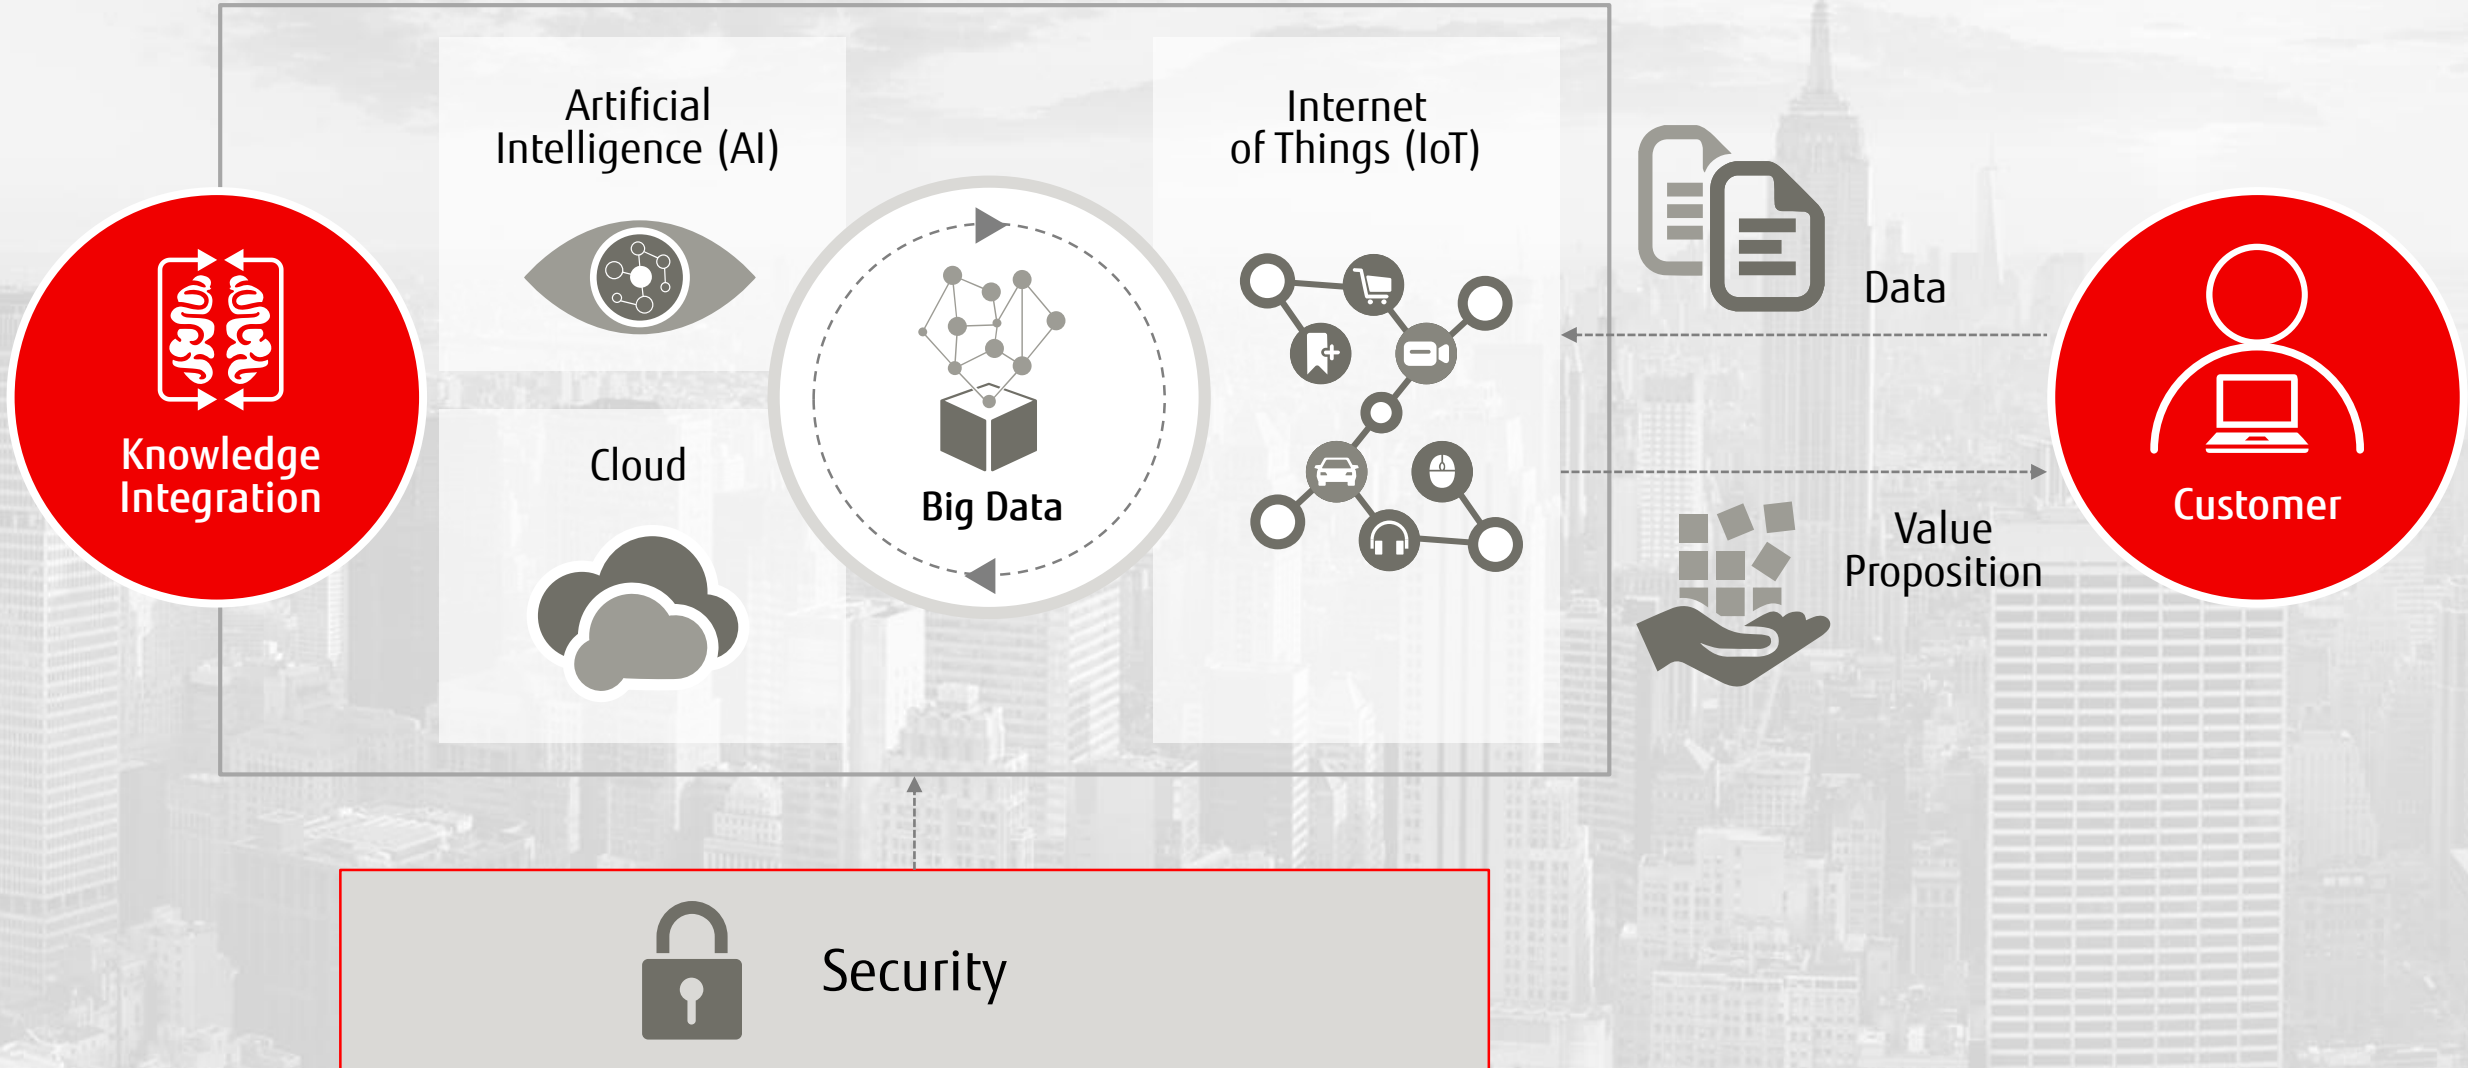 Artificial
Intelligence (AI)
Internet
of Things (IoT)
Data
Knowledge
Integration
Cloud
Big Data
Customer
Value
Proposition
Security